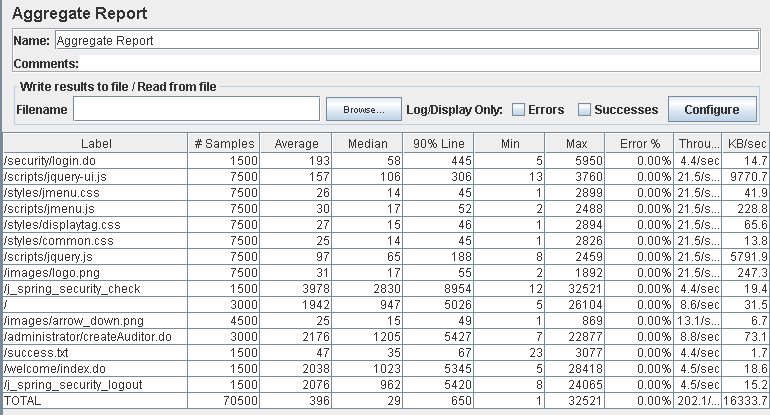 Aggregate Report
Name: Aggregate Report
Comments:
Write results to file / Read from file
Filename Browse... Log/Display Only: Errors Successes Configure
Label # Samples Average Median 90% Line Min Max Error % Throu... KB/sec
/security/login.do 1500 193 58 445 5 5950 0.00% 4.4/sec 14.7
/scripts/jquery-ui.js 7500 157 106 306 13 3760 0.00% 21.5/s... 9770.7
/styles/jmenu.css 7500 26 14 45 1 2899 0.00% 21.5/s... 41.9
/scripts/jmenu.js 7500 30 17 52 2 2488 0.00% 21.5/s... 228.8
/styles/displaytag.css 7500 27 15 46 1 2894 0.00% 21.5/s... 65.6
/styles/common.css 7500 25 14 45 1 2826 0.00% 21.5/s... 13.8
/scripts/jquery.js 7500 97 65 188 8 2459 0.00% 21.5/s... 5791.9
/images/logo.png 7500 31 17 55 2 1892 0.00% 21.5/s... 247.3
/j_spring_security_check 1500 3978 2830 8954 12 32521 0.00% 4.4/sec 19.4
/ 3000 1942 947 5026 5 26104 0.00% 8.6/sec 31.5
/images/arrow_down.png 4500 25 15 49 1 869 0.00% 13.1/s... 6.7
/administrator/createAuditor.do 3000 2176 1205 5427 7 22877 0.00% 8.8/sec 73.1
/success.txt 1500 47 35 67 23 3077 0.00% 4.4/sec 1.7
/welcome/index.do 1500 2038 1023 5345 5 28418 0.00% 4.5/sec 18.6
/j_spring_security_logout 1500 2076 962 5420 8 24065 0.00% 4.5/sec 15.2
TOTAL 70500 396 29 650 1 32521 0.00% 202.1/... 16333.7